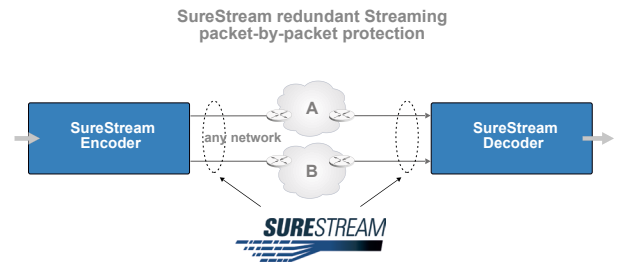 SureStream redundant Streaming
packet-by-packet protection
A
SureStream
Encoder
any network
SureStream
Decoder
B
SURESTREAM